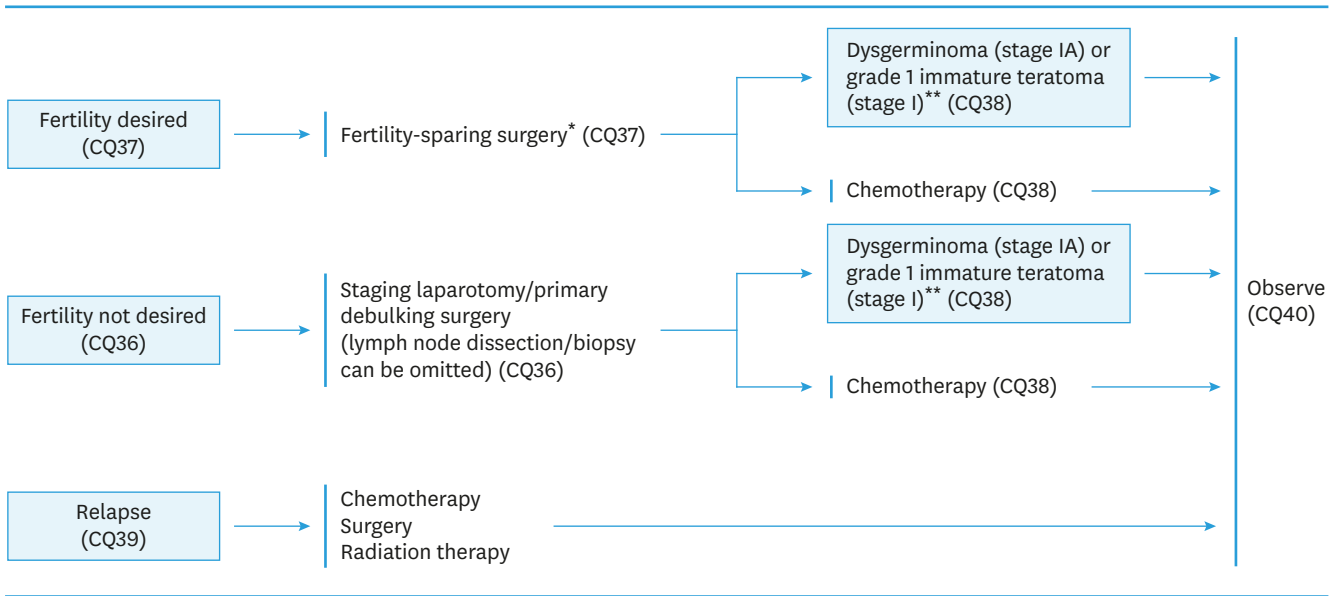 Fertility desired
(CQ37)
Fertility-sparing surgery* (CQ37)
Dysgerminoma (stage IA) or
grade 1 immature teratoma
(stage I)** (CQ38)
Chemotherapy (CQ38)
Fertility not desired
(CQ36)
Staging laparotomy/primary
debulking surgery
(lymph node dissection/biopsy
can be omitted) (CQ36)
Dysgerminoma (stage IA) or
grade 1 immature teratoma
(stage I)** (CQ38)
Chemotherapy (CQ38)
Relapse
(CQ39)
Chemotherapy
Surgery
Radiation therapy
Observe
(CQ40)